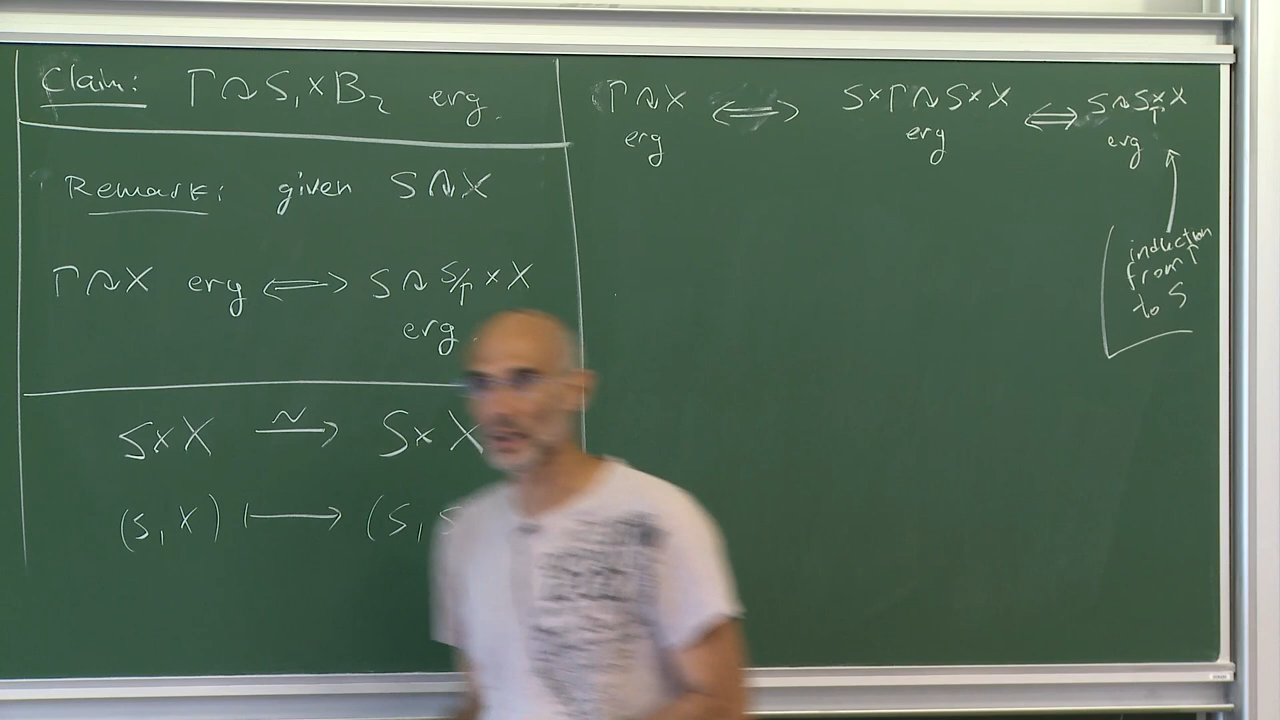 Claim: Γ↷S₁×B₂ erg.
Remark: given S↷X
Γ↷X erg ⟺ S↷S/Γ×X
erg
S×X ⥲ S×X
(s,x) ⟼ (s,s
Γ↷X ⟺ S×Γ↷S×X ⟺ S↷S×_Γ X
erg erg erg
induction
from Γ
to S